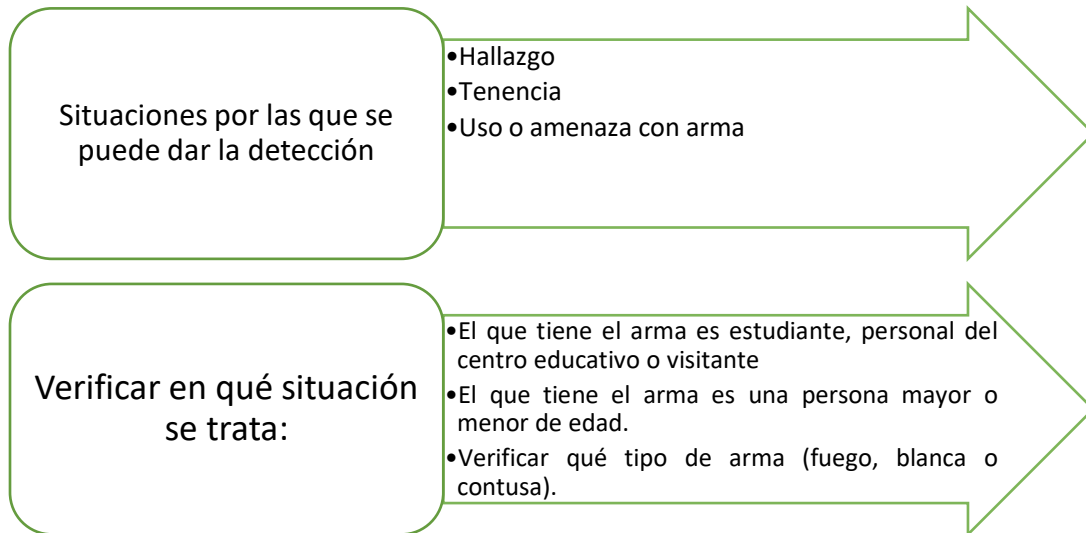 Situaciones por las que se
puede dar la detección
•Hallazgo
•Tenencia
•Uso o amenaza con arma
Verificar en qué situación
se trata:
•El que tiene el arma es estudiante, personal del
centro educativo o visitante
•El que tiene el arma es una persona mayor o
menor de edad.
•Verificar qué tipo de arma (fuego, blanca o
contusa).